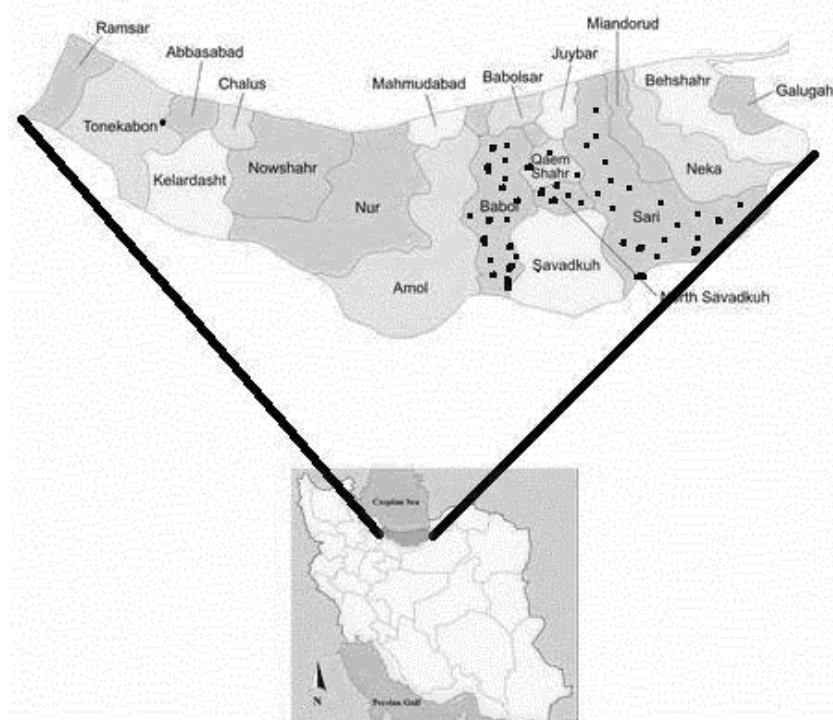 Ramsar
Abbasabad
Chalus
Mahmudabad
Babolsar
Juybar
Miandorud
Behshahr
Galugah
Tonekabon
Kelardasht
Nowshahr
Nur
Amol
Babol
Qaem
Shahr
Savadkuh
Sari
Neka
North Savadkuh
Caspian Sea
N
Persian Gulf